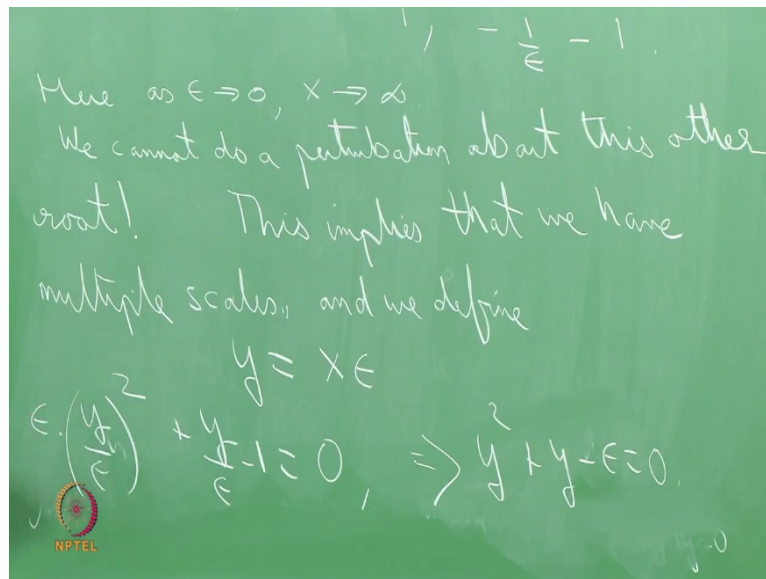 1, - 1/ε - 1.
Here as ε → 0, x → ∞
We cannot do a perturbation about this other
root! This implies that we have
multiple scales, and we define
y = xε
ε.(y/ε)² + y/ε - 1 = 0, ⇒ y² + y - ε = 0.
NPTEL